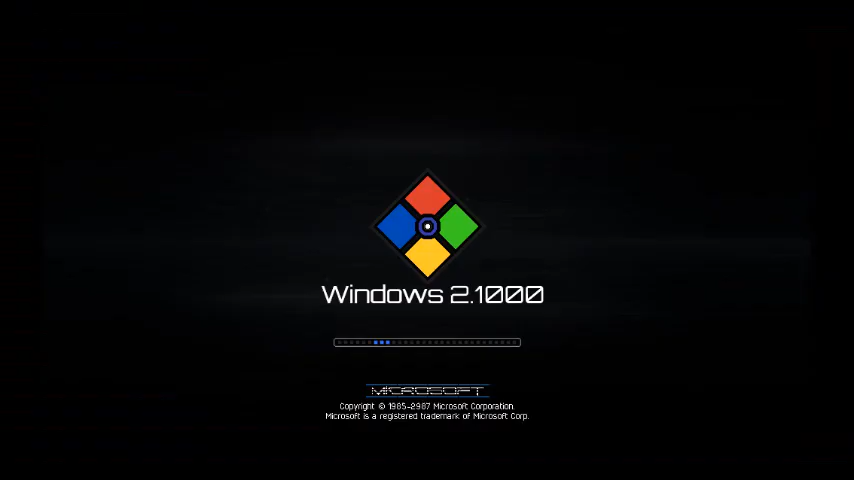 Windows 2.1000
MICROSOFT
Copyright © 1985-2987 Microsoft Corporation.
Microsoft is a registered trademark of Microsoft Corp.